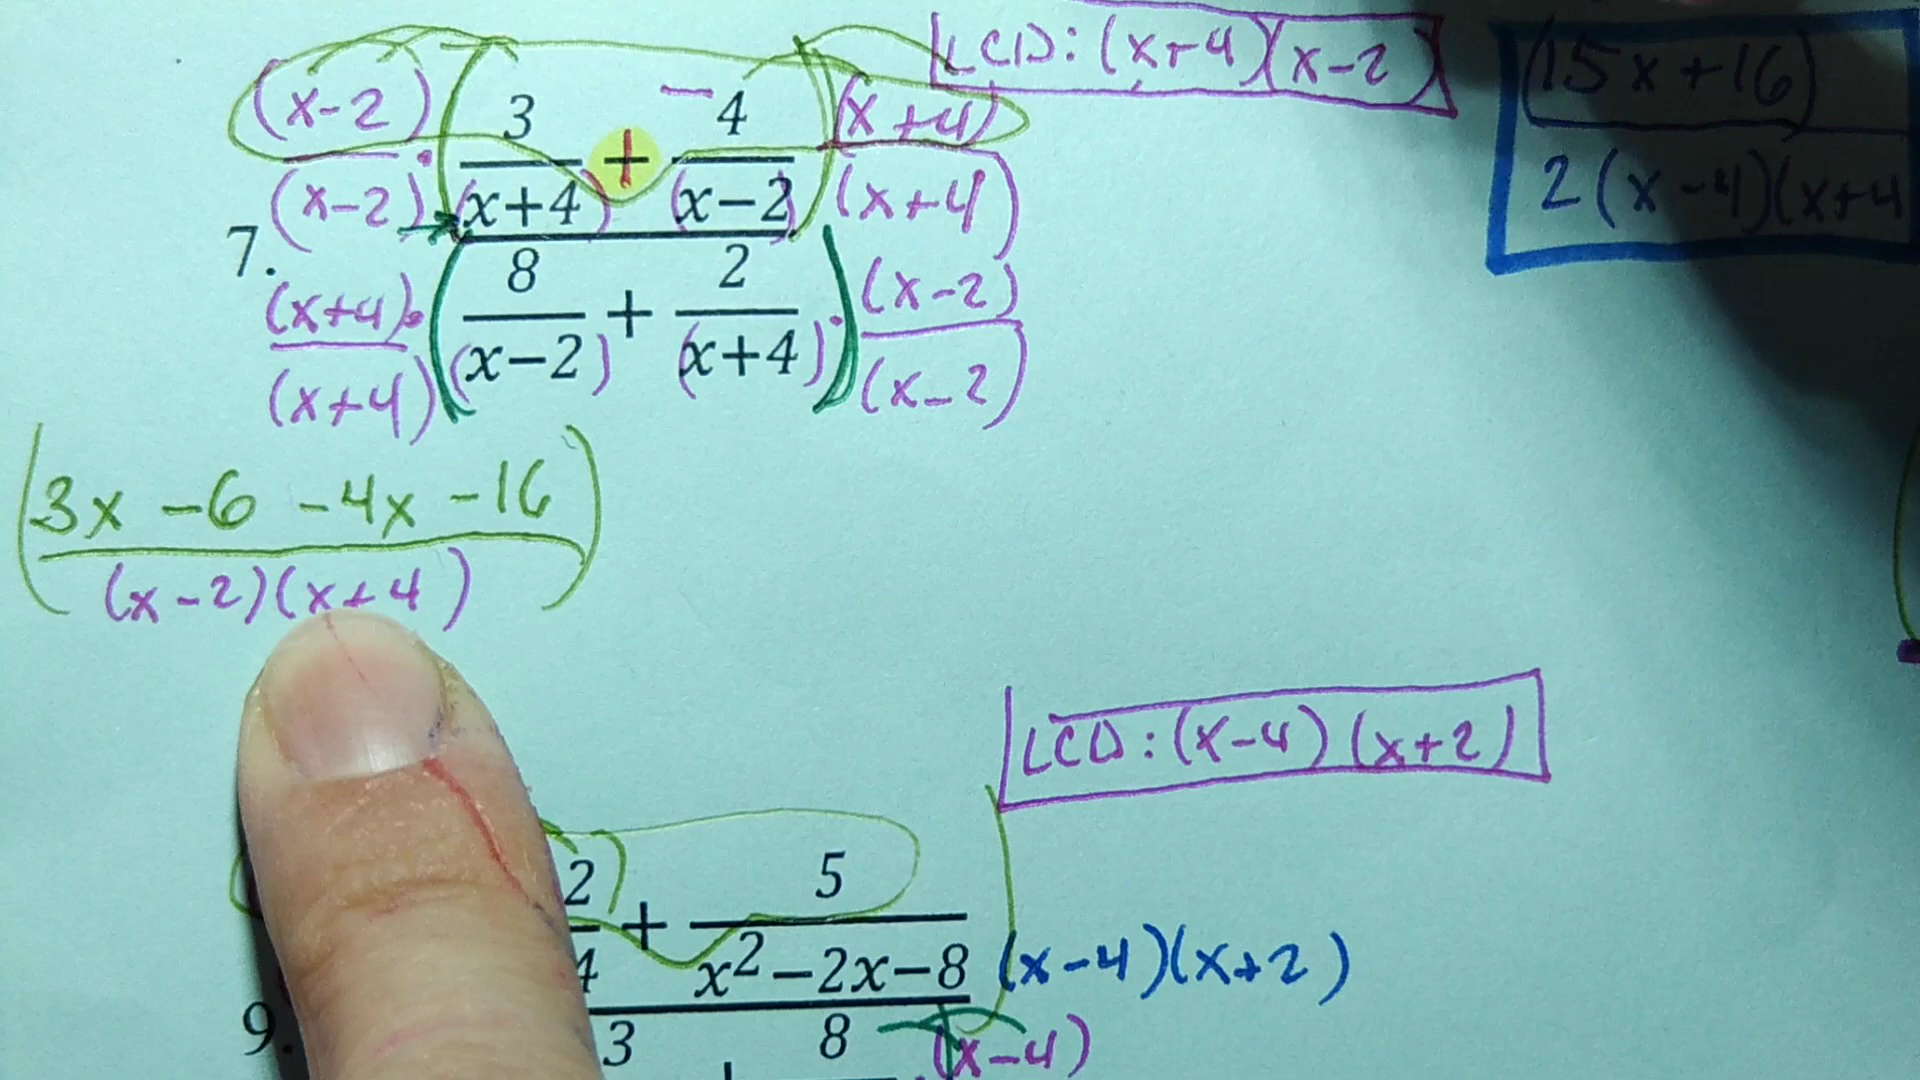 LCD: (x+4)(x-2)
(15x+16)
2(x-4)(x+4
7.
(x-2) 3 + -4 (x+4)
(x-2) · (x+4) (x-2) (x+4)
(x+4) · 8 + 2 · (x-2)
(x+4) (x-2) (x+4) (x-2)
3x -6 -4x -16
(x-2)(x+4)
LCD: (x-4)(x+2)
9.
2 + 5
4 x²-2x-8 (x-4)(x+2)
3 8 (x-4)